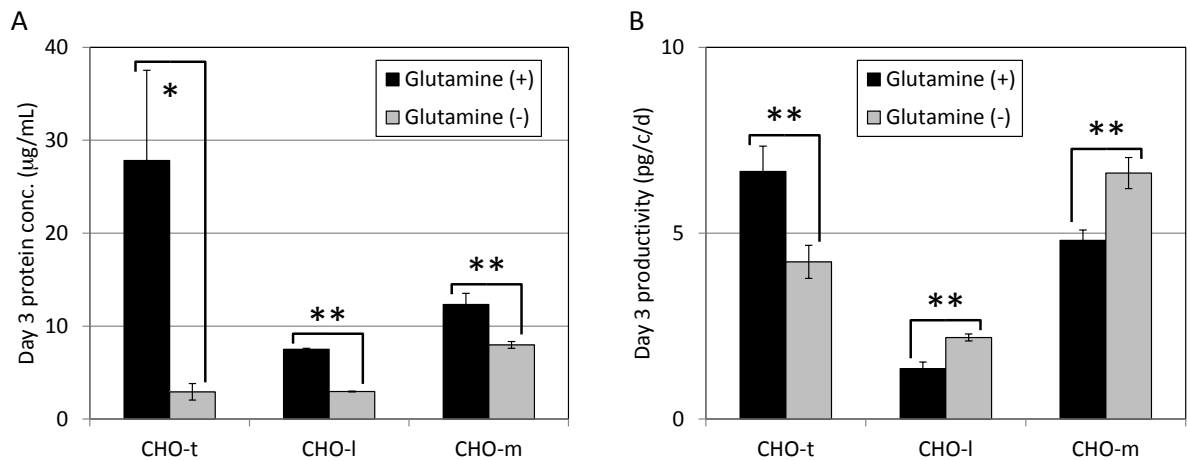 A
Day 3 protein conc. (µg/mL)
40
30
20
10
0
Glutamine (+)
Glutamine (-)
*
**
**
CHO-t
CHO-l
CHO-m
B
Day 3 productivity (pg/c/d)
10
5
0
Glutamine (+)
Glutamine (-)
**
**
**
CHO-t
CHO-l
CHO-m